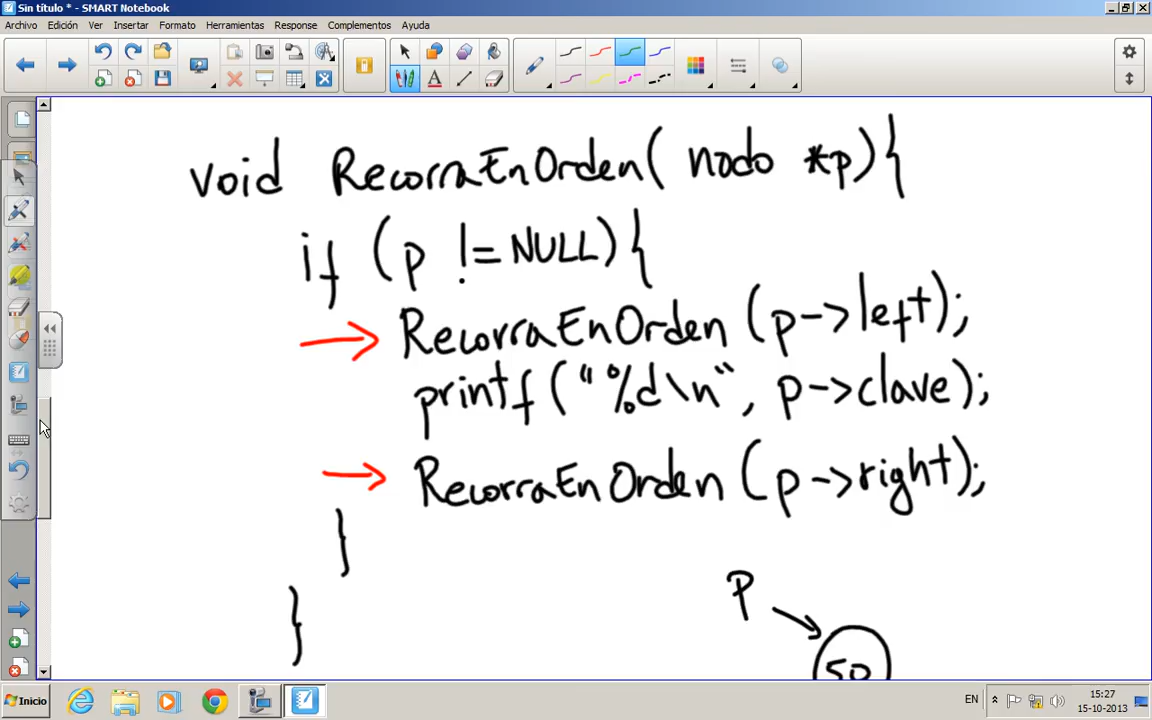 Sin título * - SMART Notebook
Archivo Edición Ver Insertar Formato Herramientas Response Complementos Ayuda
void RecorraEnOrden( nodo *p){
if (p != NULL){
RecorraEnOrden (p->left);
printf ("%d\n", p->clave);
RecorraEnOrden (p->right);
}
}
P
50
Inicio
EN
15:27
15-10-2013